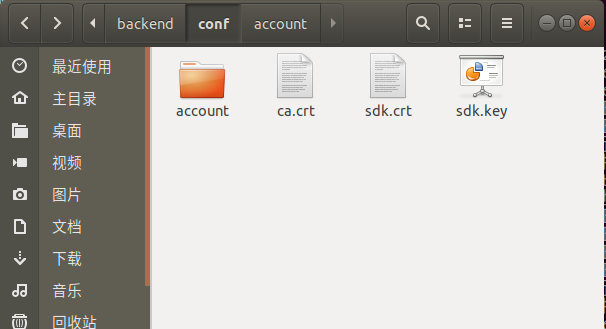 backend conf account
最近使用
主目录
桌面
视频
图片
文档
下载
音乐
回收站
account ca.crt sdk.crt sdk.key